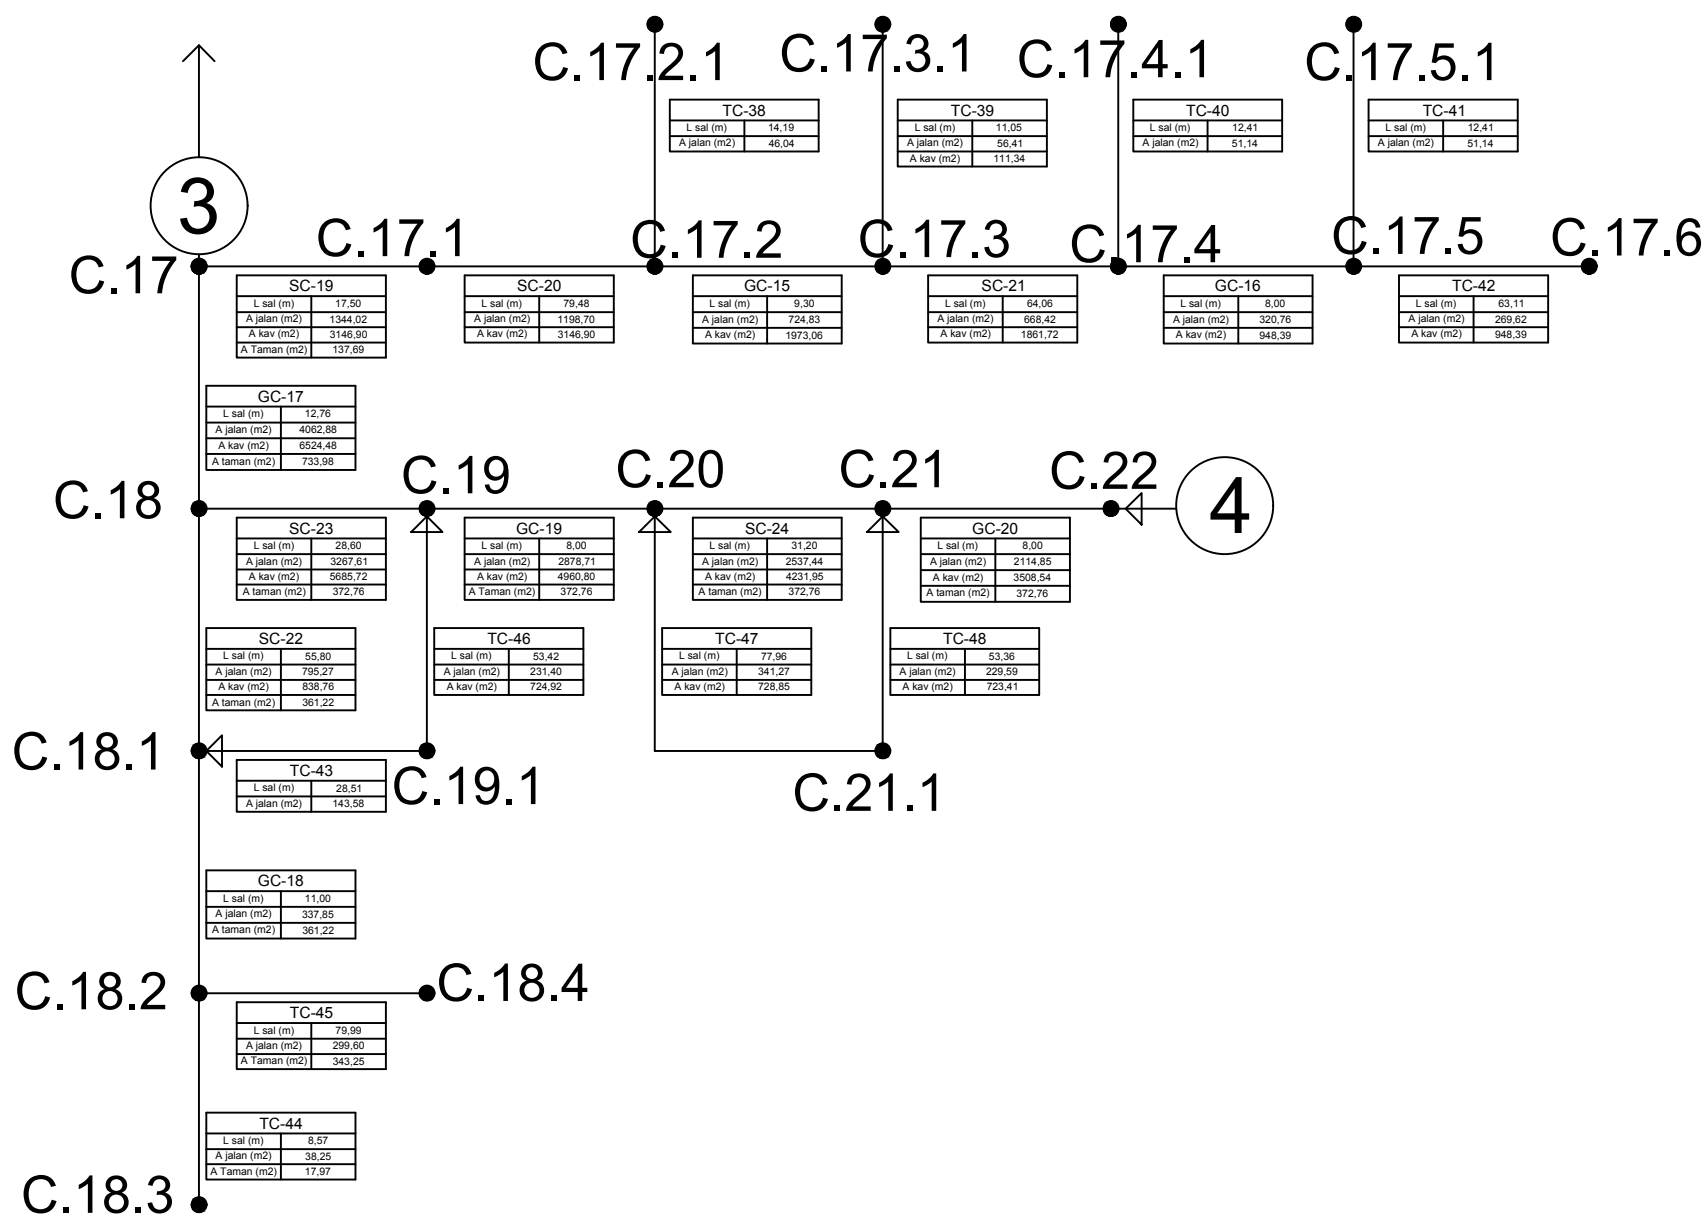 C.17.2.1
C.17.3.1
C.17.4.1
C.17.5.1
TC-38
L sal (m) 14,19
A jalan (m2) 46,04
TC-39
L sal (m) 11,05
A jalan (m2) 56,41
A kav (m2) 111,34
TC-40
L sal (m) 12,41
A jalan (m2) 51,14
TC-41
L sal (m) 12,41
A jalan (m2) 51,14
3
C.17
C.17.1
C.17.2
C.17.3
C.17.4
C.17.5
C.17.6
SC-19
L sal (m) 17,50
A jalan (m2) 1344,02
A kav (m2) 3146,90
A Taman (m2) 137,69
SC-20
L sal (m) 79,48
A jalan (m2) 1198,70
A kav (m2) 3146,90
GC-15
L sal (m) 9,30
A jalan (m2) 724,83
A kav (m2) 1973,06
SC-21
L sal (m) 64,06
A jalan (m2) 668,42
A kav (m2) 1861,72
GC-16
L sal (m) 8,00
A jalan (m2) 320,76
A kav (m2) 948,39
TC-42
L sal (m) 63,11
A jalan (m2) 269,62
A kav (m2) 948,39
GC-17
L sal (m) 12,76
A jalan (m2) 4062,88
A kav (m2) 6524,48
A taman (m2) 733,98
C.18
C.19
C.20
C.21
C.22
4
SC-23
L sal (m) 28,60
A jalan (m2) 3267,61
A kav (m2) 5685,72
A taman (m2) 372,76
GC-19
L sal (m) 8,00
A jalan (m2) 2878,71
A kav (m2) 4960,80
A Taman (m2) 372,76
SC-24
L sal (m) 31,20
A jalan (m2) 2537,44
A kav (m2) 4231,95
A taman (m2) 372,76
GC-20
L sal (m) 8,00
A jalan (m2) 2114,85
A kav (m2) 3508,54
A taman (m2) 372,76
SC-22
L sal (m) 55,80
A jalan (m2) 795,27
A kav (m2) 838,76
A taman (m2) 361,22
TC-46
L sal (m) 53,42
A jalan (m2) 231,40
A kav (m2) 724,92
TC-47
L sal (m) 77,96
A jalan (m2) 341,27
A kav (m2) 728,85
TC-48
L sal (m) 53,36
A jalan (m2) 229,59
A kav (m2) 723,41
C.18.1
TC-43
L sal (m) 28,51
A jalan (m2) 143,58
C.19.1
C.21.1
GC-18
L sal (m) 11,00
A jalan (m2) 337,85
A taman (m2) 361,22
C.18.2
C.18.4
TC-45
L sal (m) 79,99
A jalan (m2) 299,60
A Taman (m2) 343,25
TC-44
L sal (m) 8,57
A jalan (m2) 38,25
A Taman (m2) 17,97
C.18.3